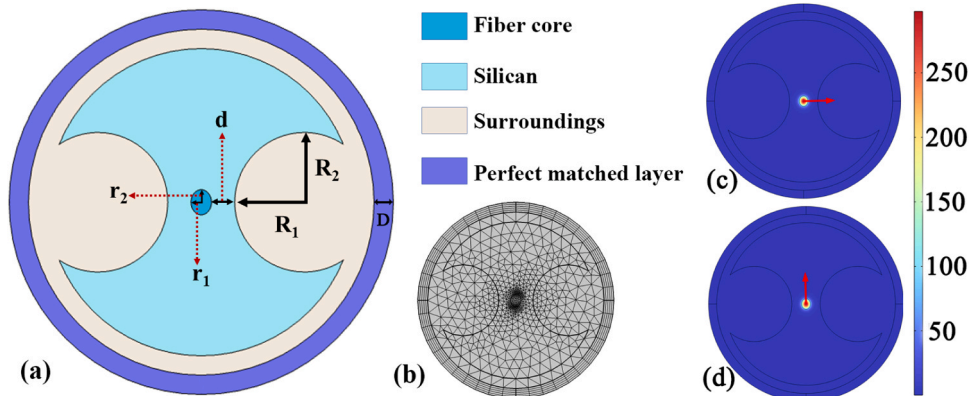 Fiber core
Silican
Surroundings
Perfect matched layer
d
r2
r1
R2
R1
D
(a)
(b)
(c)
(d)
250
200
150
100
50